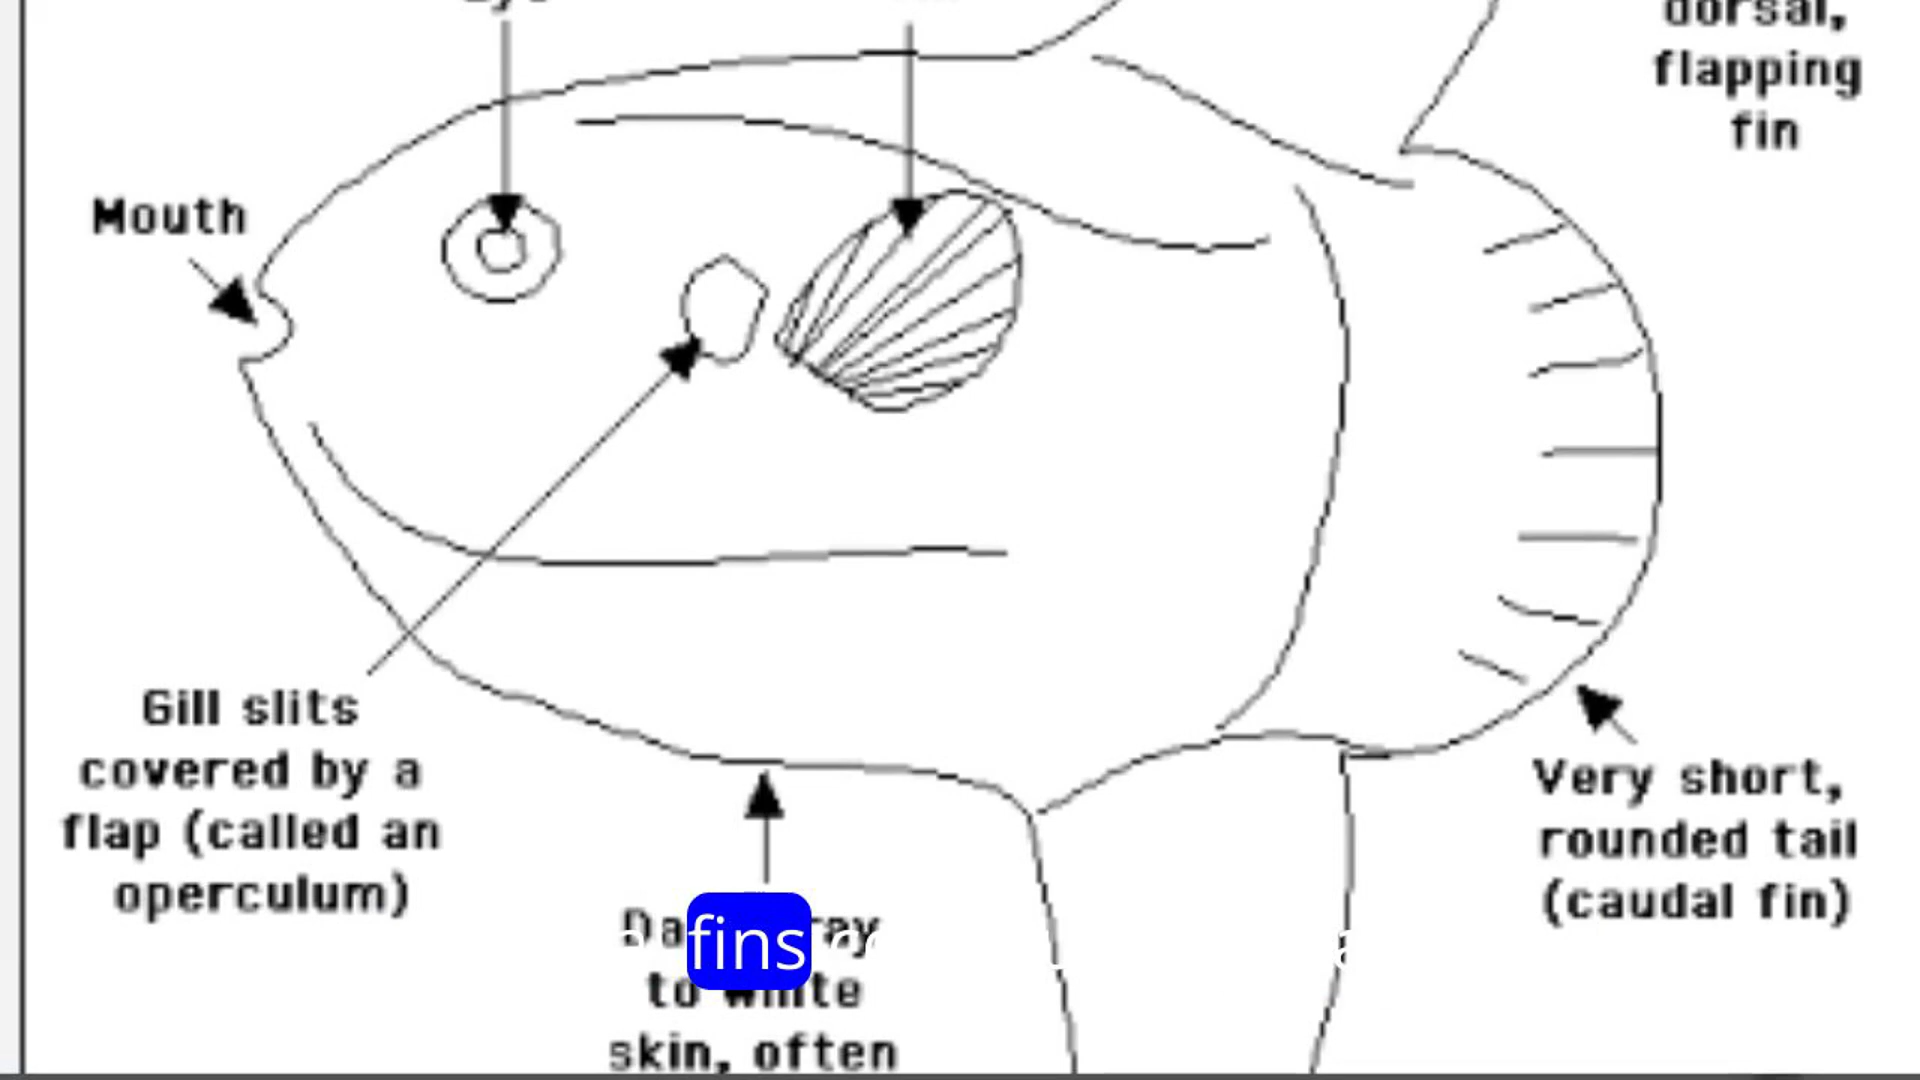 dorsal,
flapping
fin
Mouth
Gill slits
covered by a
flap (called an
operculum)
Very short,
rounded tail
(caudal fin)
fins
to white
skin, often